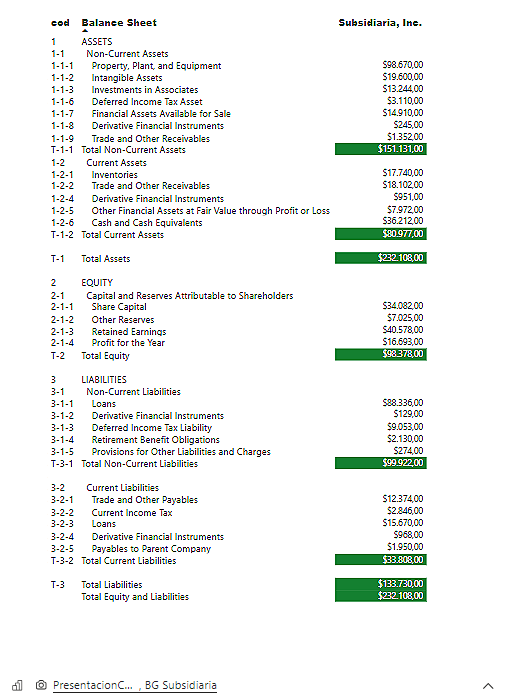 cod Balance Sheet Subsidiaria, Inc.
1 ASSETS
1-1 Non-Current Assets
1-1-1 Property, Plant, and Equipment $98.670,00
1-1-2 Intangible Assets $19.600,00
1-1-3 Investments in Associates $13.244,00
1-1-6 Deferred Income Tax Asset $3.110,00
1-1-7 Financial Assets Available for Sale $14.910,00
1-1-8 Derivative Financial Instruments $245,00
1-1-9 Trade and Other Receivables $1.352,00
T-1-1 Total Non-Current Assets $151.131,00
1-2 Current Assets
1-2-1 Inventories $17.740,00
1-2-2 Trade and Other Receivables $18.102,00
1-2-4 Derivative Financial Instruments $951,00
1-2-5 Other Financial Assets at Fair Value through Profit or Loss $7.972,00
1-2-6 Cash and Cash Equivalents $36.212,00
T-1-2 Total Current Assets $80.977,00
T-1 Total Assets $232.108,00
2 EQUITY
2-1 Capital and Reserves Attributable to Shareholders
2-1-1 Share Capital $34.082,00
2-1-2 Other Reserves $7.025,00
2-1-3 Retained Earnings $40.578,00
2-1-4 Profit for the Year $16.693,00
T-2 Total Equity $98.378,00
3 LIABILITIES
3-1 Non-Current Liabilities
3-1-1 Loans $88.336,00
3-1-2 Derivative Financial Instruments $129,00
3-1-3 Deferred Income Tax Liability $9.053,00
3-1-4 Retirement Benefit Obligations $2.130,00
3-1-5 Provisions for Other Liabilities and Charges $274,00
T-3-1 Total Non-Current Liabilities $99.922,00
3-2 Current Liabilities
3-2-1 Trade and Other Payables $12.374,00
3-2-2 Current Income Tax $2.846,00
3-2-3 Loans $15.670,00
3-2-4 Derivative Financial Instruments $968,00
3-2-5 Payables to Parent Company $1.950,00
T-3-2 Total Current Liabilities $33.808,00
T-3 Total Liabilities $133.730,00
Total Equity and Liabilities $232.108,00
PresentacionC... , BG Subsidiaria